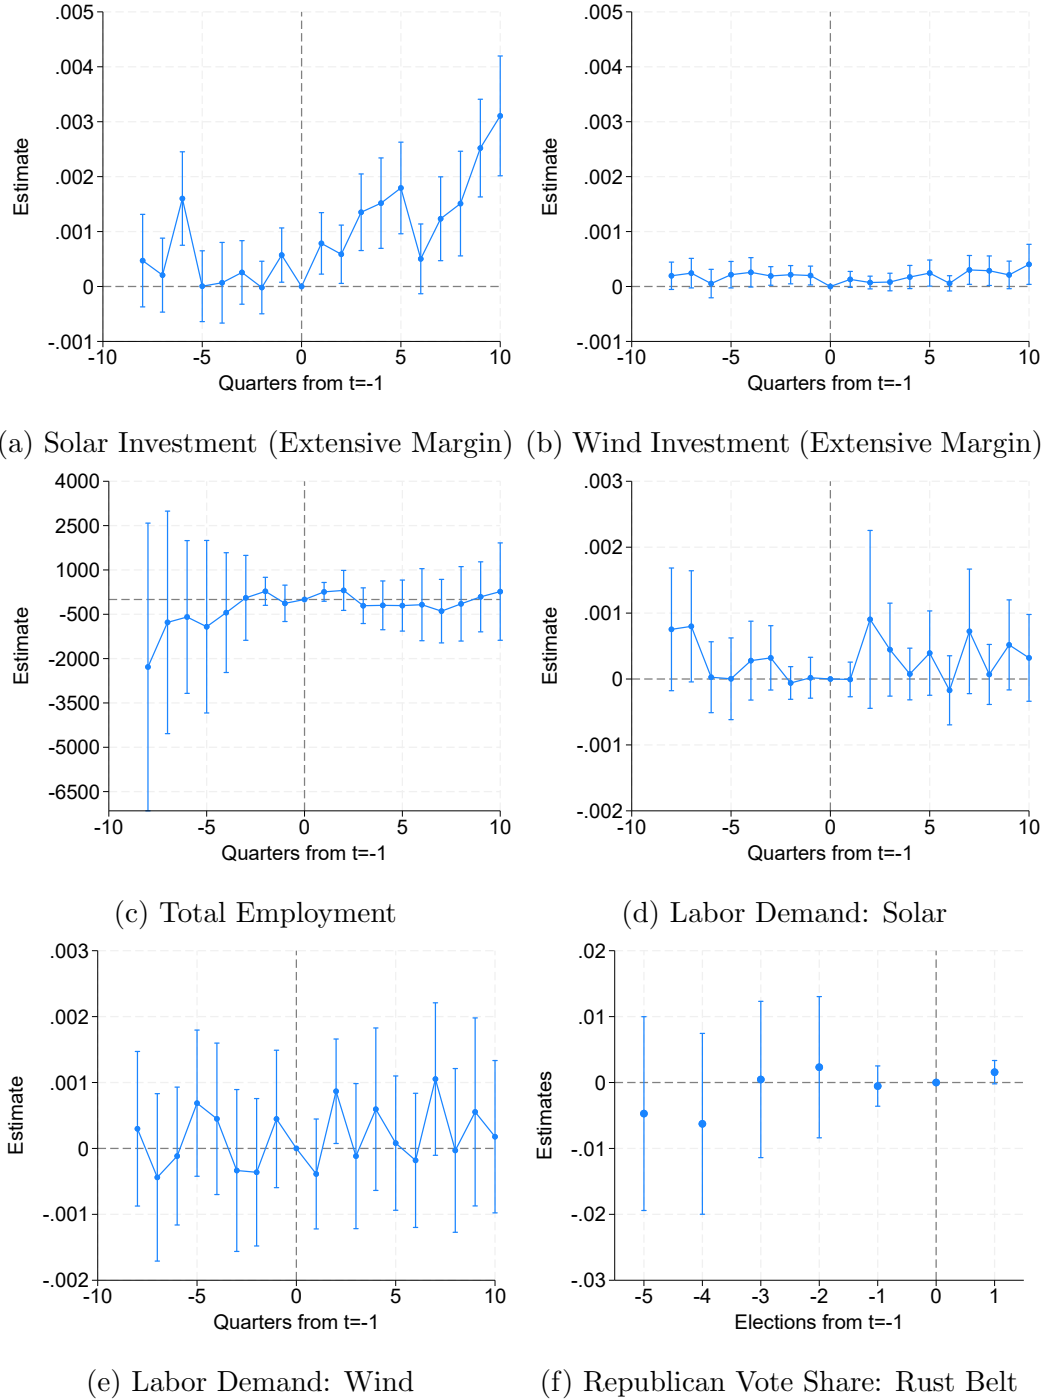 .005
.004
.003
.002
.001
0
-.001
Estimate
-10 -5 0 5 10
Quarters from t=-1
.005
.004
.003
.002
.001
0
-.001
Estimate
-10 -5 0 5 10
Quarters from t=-1
(a) Solar Investment (Extensive Margin) (b) Wind Investment (Extensive Margin)
4000
2500
1000
-500
-2000
-3500
-5000
-6500
Estimate
-10 -5 0 5 10
Quarters from t=-1
.003
.002
.001
0
-.001
-.002
Estimate
-10 -5 0 5 10
Quarters from t=-1
(c) Total Employment (d) Labor Demand: Solar
.003
.002
.001
0
-.001
-.002
Estimate
-10 -5 0 5 10
Quarters from t=-1
.02
.01
0
-.01
-.02
-.03
Estimates
-5 -4 -3 -2 -1 0 1
Elections from t=-1
(e) Labor Demand: Wind (f) Republican Vote Share: Rust Belt